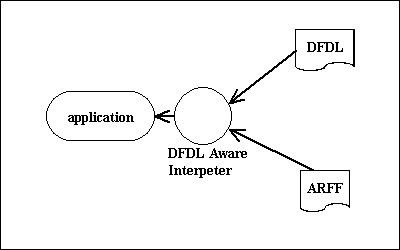 DFDL
application
DFDL Aware
Interpeter
ARFF